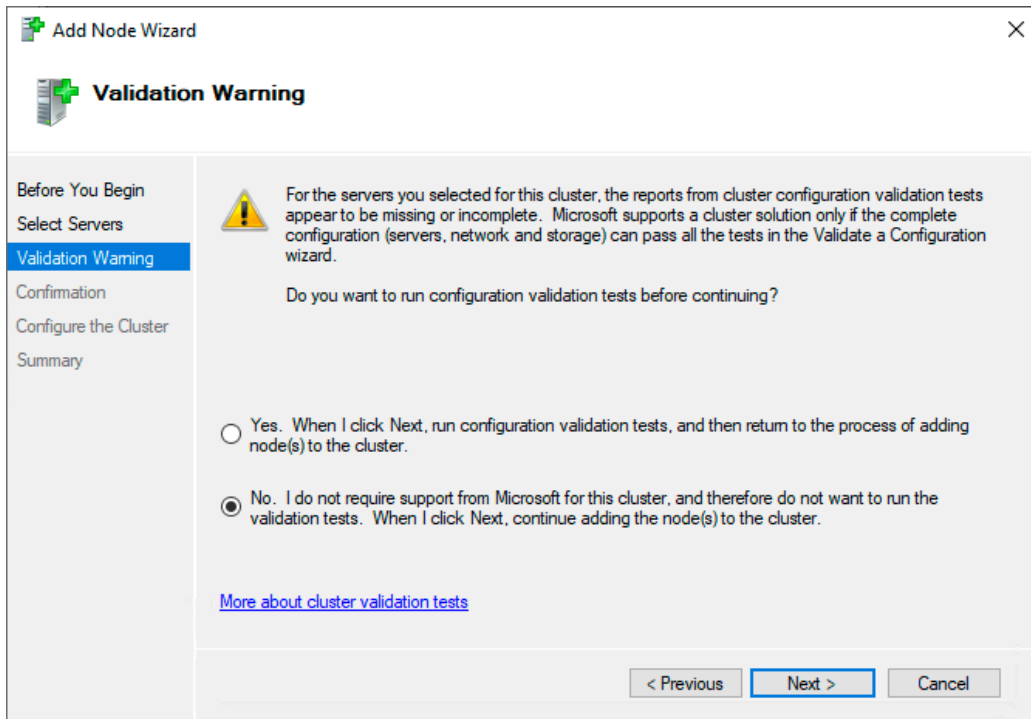 Add Node Wizard
Validation Warning
Before You Begin
Select Servers
Validation Warning
Confirmation
Configure the Cluster
Summary
For the servers you selected for this cluster, the reports from cluster configuration validation tests
appear to be missing or incomplete.  Microsoft supports a cluster solution only if the complete
configuration (servers, network and storage) can pass all the tests in the Validate a Configuration
wizard.
Do you want to run configuration validation tests before continuing?
Yes.  When I click Next, run configuration validation tests, and then return to the process of adding
node(s) to the cluster.
No.  I do not require support from Microsoft for this cluster, and therefore do not want to run the
validation tests.  When I click Next, continue adding the node(s) to the cluster.
More about cluster validation tests
< Previous
Next >
Cancel